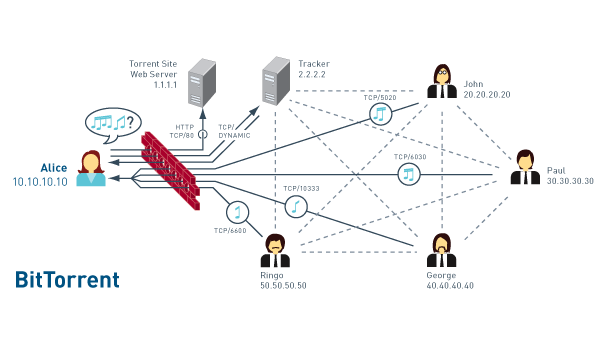 Torrent Site
Web Server
1.1.1.1
Tracker
2.2.2.2
John
20.20.20.20
TCP/5020
?
HTTP
TCP/80
TCP/
DYNAMIC
Alice
10.10.10.10
TCP/6030
Paul
30.30.30.30
TCP/10333
TCP/6600
Ringo
50.50.50.50
George
40.40.40.40
BitTorrent